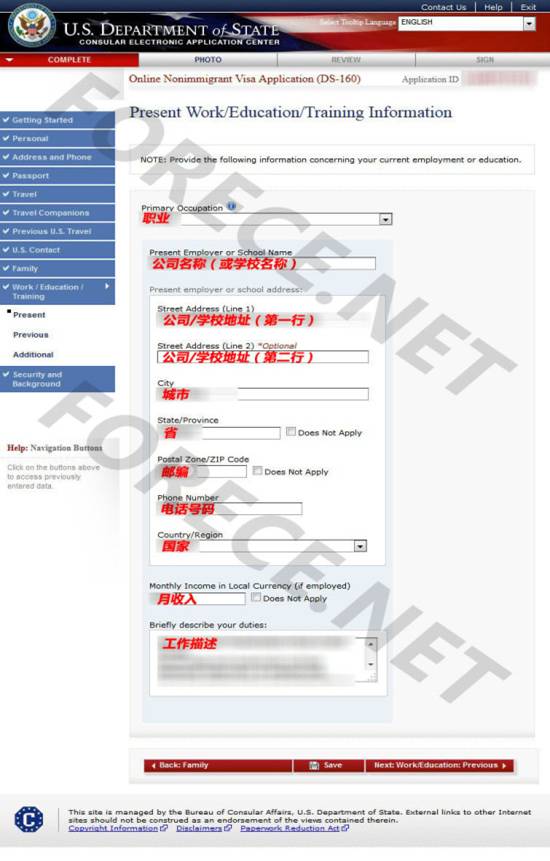 Contact Us | Help | Exit
U.S. DEPARTMENT of STATE
CONSULAR ELECTRONIC APPLICATION CENTER
Select Tooltip Language ENGLISH
COMPLETE PHOTO REVIEW SIGN
Online Nonimmigrant Visa Application (DS-160) Application ID
Present Work/Education/Training Information
Getting Started
Personal
Address and Phone
Passport
Travel
Travel Companions
Previous U.S. Travel
U.S. Contact
Family
Work / Education /
Training
Present
Previous
Additional
Security and
Background
Help: Navigation Buttons
Click on the buttons above
to access previously
entered data.
NOTE: Provide the following information concerning your current employment or education.
Primary Occupation
职业
Present Employer or School Name
公司名称（或学校名称）
Present employer or school address:
Street Address (Line 1)
公司/学校地址（第一行）
Street Address (Line 2) *Optional
公司/学校地址（第二行）
City
城市
State/Province
省 Does Not Apply
Postal Zone/ZIP Code
邮编 Does Not Apply
Phone Number
电话号码
Country/Region
国家
Monthly Income in Local Currency (if employed)
月收入 Does Not Apply
Briefly describe your duties:
工作描述
Back: Family Save Next: Work/Education: Previous
This site is managed by the Bureau of Consular Affairs, U.S. Department of State. External links to other Internet
sites should not be construed as an endorsement of the views contained therein.
Copyright Information Disclaimers Paperwork Reduction Act
FORECE.NET
FORECE.NET